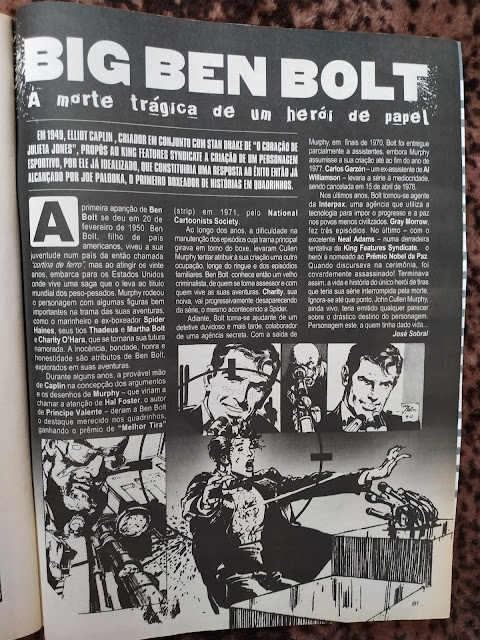 BIG BEN BOLT
A morte trágica de um herói de papel
EM 1949, ELLIOT CAPLIN, CRIADOR EM CONJUNTO COM STAN DRAKE DE "O CORAÇÃO DE
JULIETA JONES", PROPÔS AO KING FEATURES SYNDICATE A CRIAÇÃO DE UM PERSONAGEM
ESPORTIVO, POR ELE JÁ IDEALIZADO, QUE CONSTITUIRIA UMA RESPOSTA AO ÊXITO ENTÃO JÁ
ALCANÇADO POR JOE PALOOKA, O PRIMEIRO BOXEADOR DE HISTÓRIAS EM QUADRINHOS.
A primeira aparição de Ben
Bolt se deu em 20 de
fevereiro de 1950. Ben
Bolt, filho de pais
americanos, viveu a sua
juventude num país da então chamada
"cortina de ferro", mas ao atingir os vinte
anos, embarca para os Estados Unidos
onde vive uma saga que o leva ao título
mundial dos peso-pesados. Murphy rodeou
o personagem com algumas figuras bem
importantes na trama das suas aventuras,
como o marinheiro e ex-boxeador Spider
Haines, seus tios Thadeus e Martha Bolt
e Charity O'Hara, que se tornaria sua futura
namorada. A inocência, bondade, honra e
honestidade são atributos de Ben Bolt,
explorados em suas aventuras.
Durante alguns anos, a provável mão
de Caplin na concepção dos argumentos
e os desenhos de Murphy – que viriam a
chamar a atenção de Hal Foster, o autor
de Príncipe Valente – deram a Ben Bolt
o destaque merecido nos quadrinhos,
ganhando o prêmio de "Melhor Tira"
(strip) em 1971, pelo National
Cartoonists Society.
Ao longo dos anos, a dificuldade na
manutenção dos episódios cuja trama principal
girava em torno do boxe, levaram Cullen
Murphy tentar atribuir à sua criação uma outra
ocupação, longe do ringue e dos episódios
familiares. Ben Bolt conhece então um velho
criminalista, de quem se torna assessor e com
quem vive as suas aventuras. Charity, sua
noiva, vai progressivamente desaparecendo
da série, o mesmo acontecendo a Spider.
Adiante, Bolt torna-se ajudante de um
detetive duvidoso e mais tarde, colaborador
de uma agência secreta. Com a saída de
Murphy, em finais de 1970, Bolt foi entregue
parcialmente a assistentes, embora Murphy
assumisse a sua criação até ao fim do ano de
1977. Carlos Garzón – um ex-assistente de Al
Williamson – levaria a série à mediocridade,
sendo cancelada em 15 de abril de 1978.
Nos últimos anos, Bolt tornou-se agente
da Interpax, uma agência que utiliza a
tecnologia para impor o progresso e a paz
nos povos menos civilizados. Gray Morrow,
fez três episódios. No último – com o
excelente Neal Adams – numa derradeira
tentativa do King Features Syndicate, o
herói é nomeado ao Prêmio Nobel da Paz.
Quando discursava na cerimônia, foi
covardemente assassinado! Terminava
assim, a vida e história do único herói de tiras
que teria sua série interrompida pela morte.
Ignora-se até que ponto, John Cullen Murphy,
ainda vivo, teria emitido qualquer parecer
sobre o drástico destino do personagem.
Personagem este, a quem tinha dado vida...
José Sobral
81